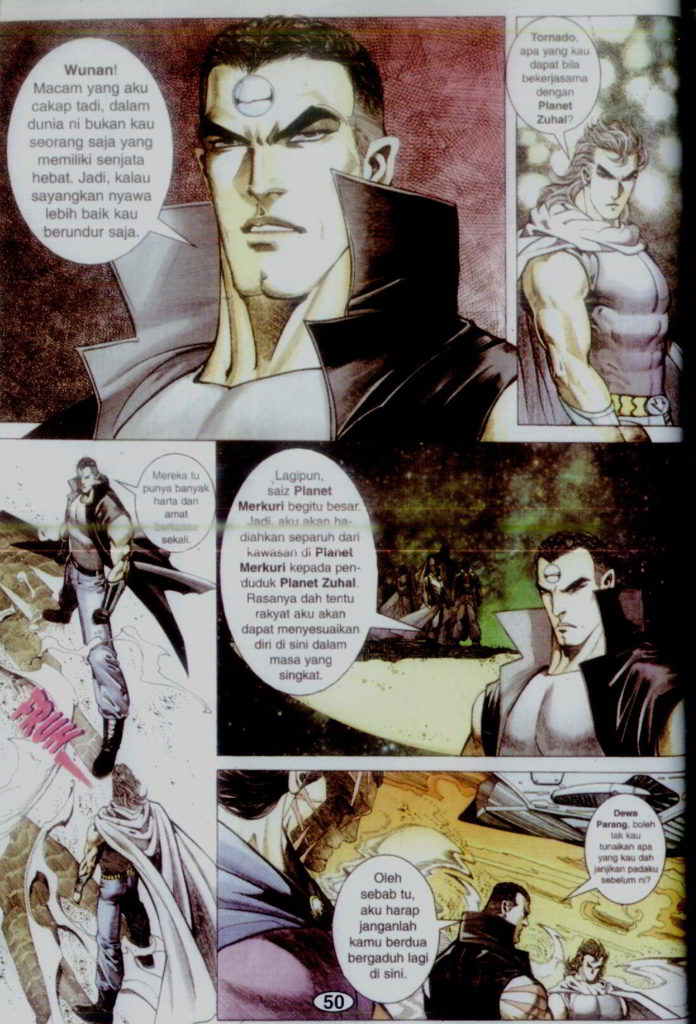 Wunan!
Macam yang aku
cakap tadi, dalam
dunia ni bukan kau
seorang saja yang
memiliki senjata
hebat. Jadi, kalau
sayangkan nyawa
lebih baik kau
berundur saja.
Tornado,
apa yang kau
dapat bila
bekerjasama
dengan
Planet
Zuhal?
Mereka tu
punya banyak
harta dan
amat
berkuasa
sekali.
Lagipun,
saiz Planet
Merkuri begitu besar.
Jadi, aku akan ha-
diahkan separuh dari
kawasan di Planet
Merkuri kepada pen-
duduk Planet Zuhal.
Rasanya dah tentu
rakyat aku akan
dapat menyesuaikan
diri di sini dalam
masa yang
singkat.
FRUH
Dewa
Parang, boleh
tak kau
tunaikan apa
yang kau dah
janjikan padaku
sebelum ni?
Oleh
sebab tu,
aku harap
janganlah
kamu berdua
bergaduh lagi
di sini.
50